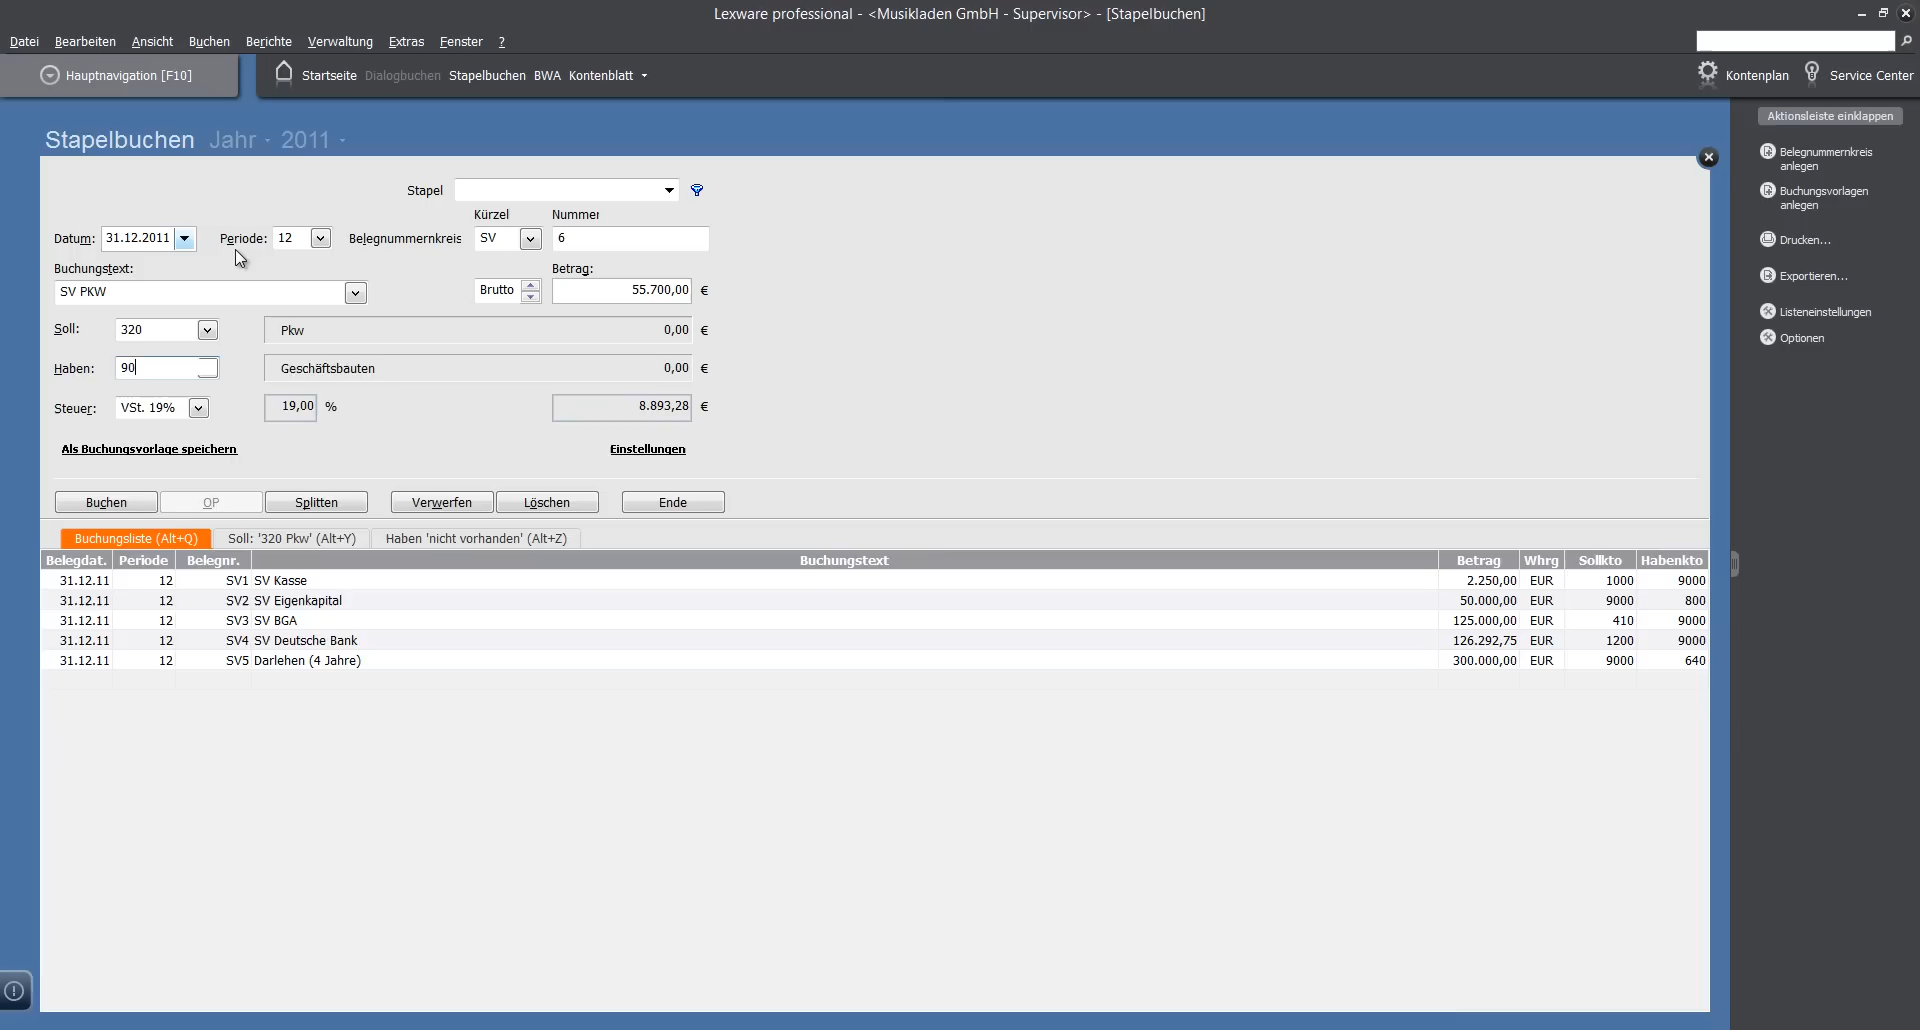 Lexware professional - <Musikladen GmbH - Supervisor> - [Stapelbuchen]
Datei Bearbeiten Ansicht Buchen Berichte Verwaltung Extras Fenster ?
Hauptnavigation [F10] Startseite Dialogbuchen Stapelbuchen BWA Kontenblatt Kontenplan Service Center
Aktionsleiste einklappen
Stapelbuchen Jahr - 2011 -
Belegnummernkreis
anlegen
Buchungsvorlagen
anlegen
Drucken...
Exportieren...
Listeneinstellungen
Optionen
Stapel
Kürzel Nummer
Datum: 31.12.2011 Periode: 12 Belegnummernkreis SV 6
Buchungstext: Betrag:
SV PKW Brutto 55.700,00 €
Soll: 320 Pkw 0,00 €
Haben: 90 Geschäftsbauten 0,00 €
Steuer: VSt. 19% 19,00 % 8.893,28 €
Als Buchungsvorlage speichern Einstellungen
Buchen OP Splitten Verwerfen Löschen Ende
Buchungsliste (Alt+Q) Soll: '320 Pkw' (Alt+Y) Haben 'nicht vorhanden' (Alt+Z)
Belegdat. Periode Belegnr. Buchungstext Betrag Whrg Sollkto Habenkto
31.12.11 12 SV1 SV Kasse 2.250,00 EUR 1000 9000
31.12.11 12 SV2 SV Eigenkapital 50.000,00 EUR 9000 800
31.12.11 12 SV3 SV BGA 125.000,00 EUR 410 9000
31.12.11 12 SV4 SV Deutsche Bank 126.292,75 EUR 1200 9000
31.12.11 12 SV5 Darlehen (4 Jahre) 300.000,00 EUR 9000 640